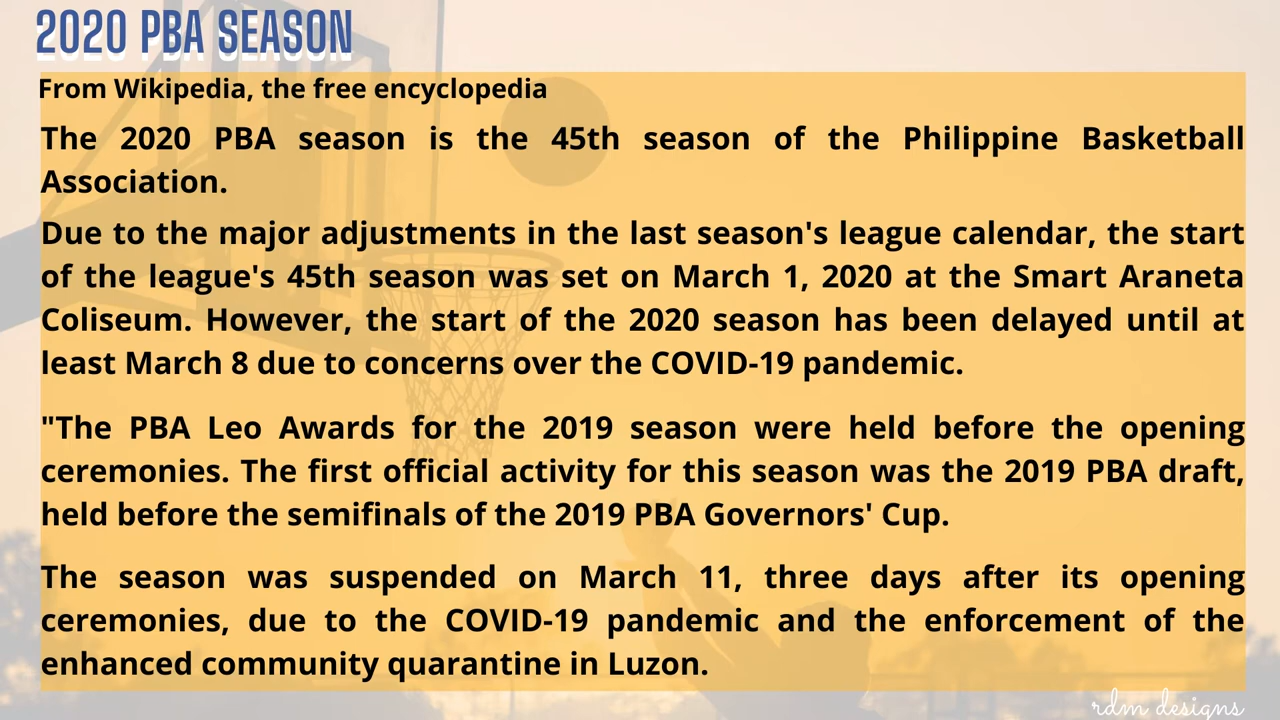 2020 PBA SEASON
From Wikipedia, the free encyclopedia
The 2020 PBA season is the 45th season of the Philippine Basketball
Association.
Due to the major adjustments in the last season's league calendar, the start
of the league's 45th season was set on March 1, 2020 at the Smart Araneta
Coliseum. However, the start of the 2020 season has been delayed until at
least March 8 due to concerns over the COVID-19 pandemic.
"The PBA Leo Awards for the 2019 season were held before the opening
ceremonies. The first official activity for this season was the 2019 PBA draft,
held before the semifinals of the 2019 PBA Governors' Cup.
The season was suspended on March 11, three days after its opening
ceremonies, due to the COVID-19 pandemic and the enforcement of the
enhanced community quarantine in Luzon.
rdm designs